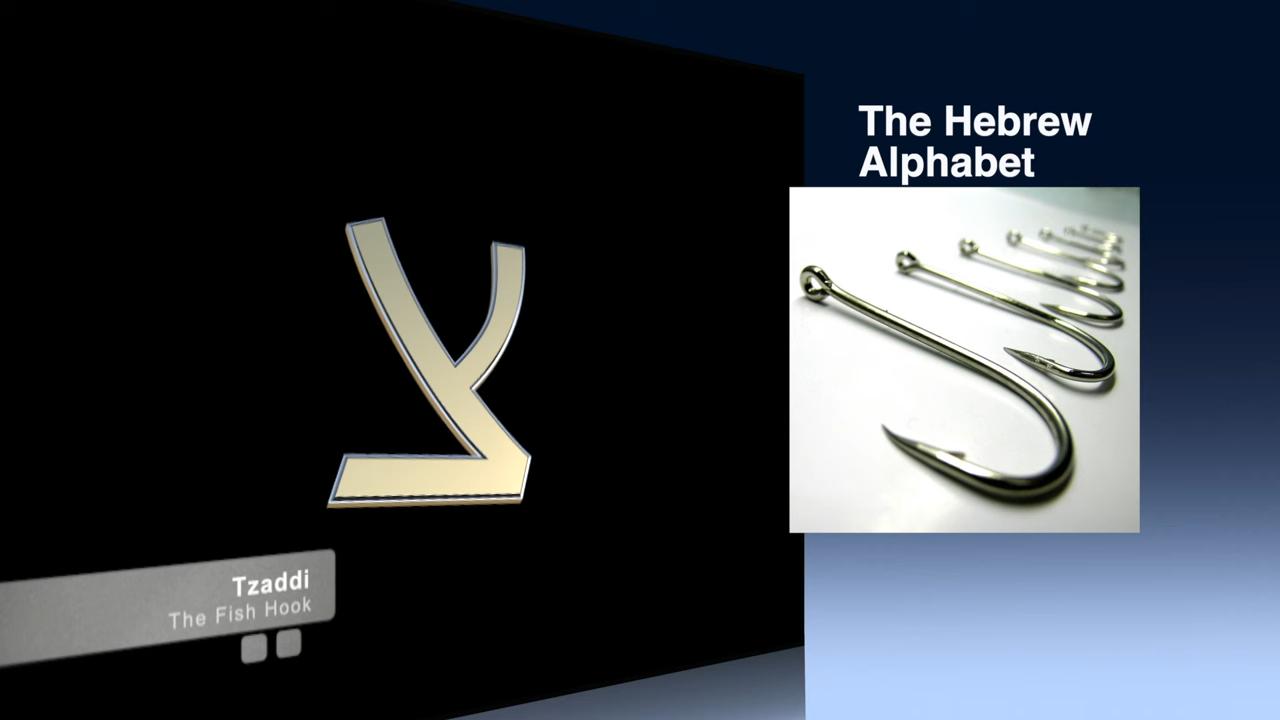 The Hebrew
Alphabet
צ
Tzaddi
The Fish Hook